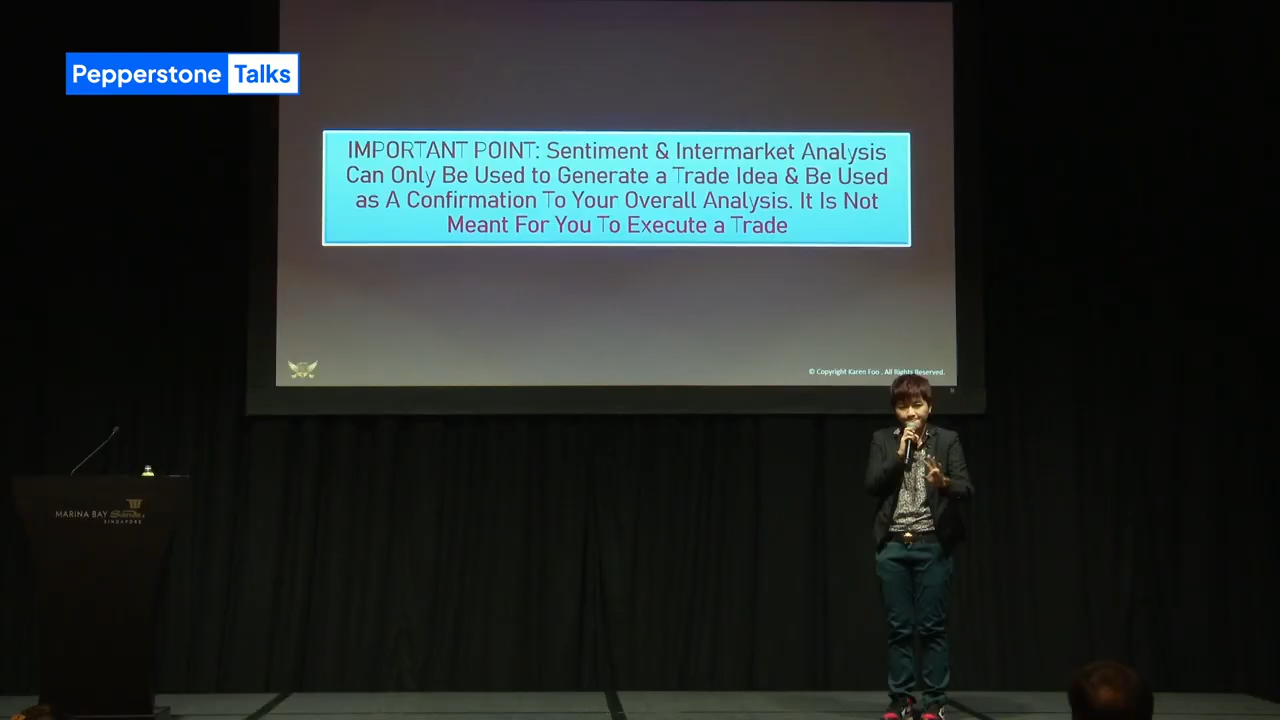 Pepperstone Talks
IMPORTANT POINT: Sentiment & Intermarket Analysis
Can Only Be Used to Generate a Trade Idea & Be Used
as A Confirmation To Your Overall Analysis. It Is Not
Meant For You To Execute a Trade
© Copyright Karen Foo . All Rights Reserved.
MARINA BAY Sands
SINGAPORE